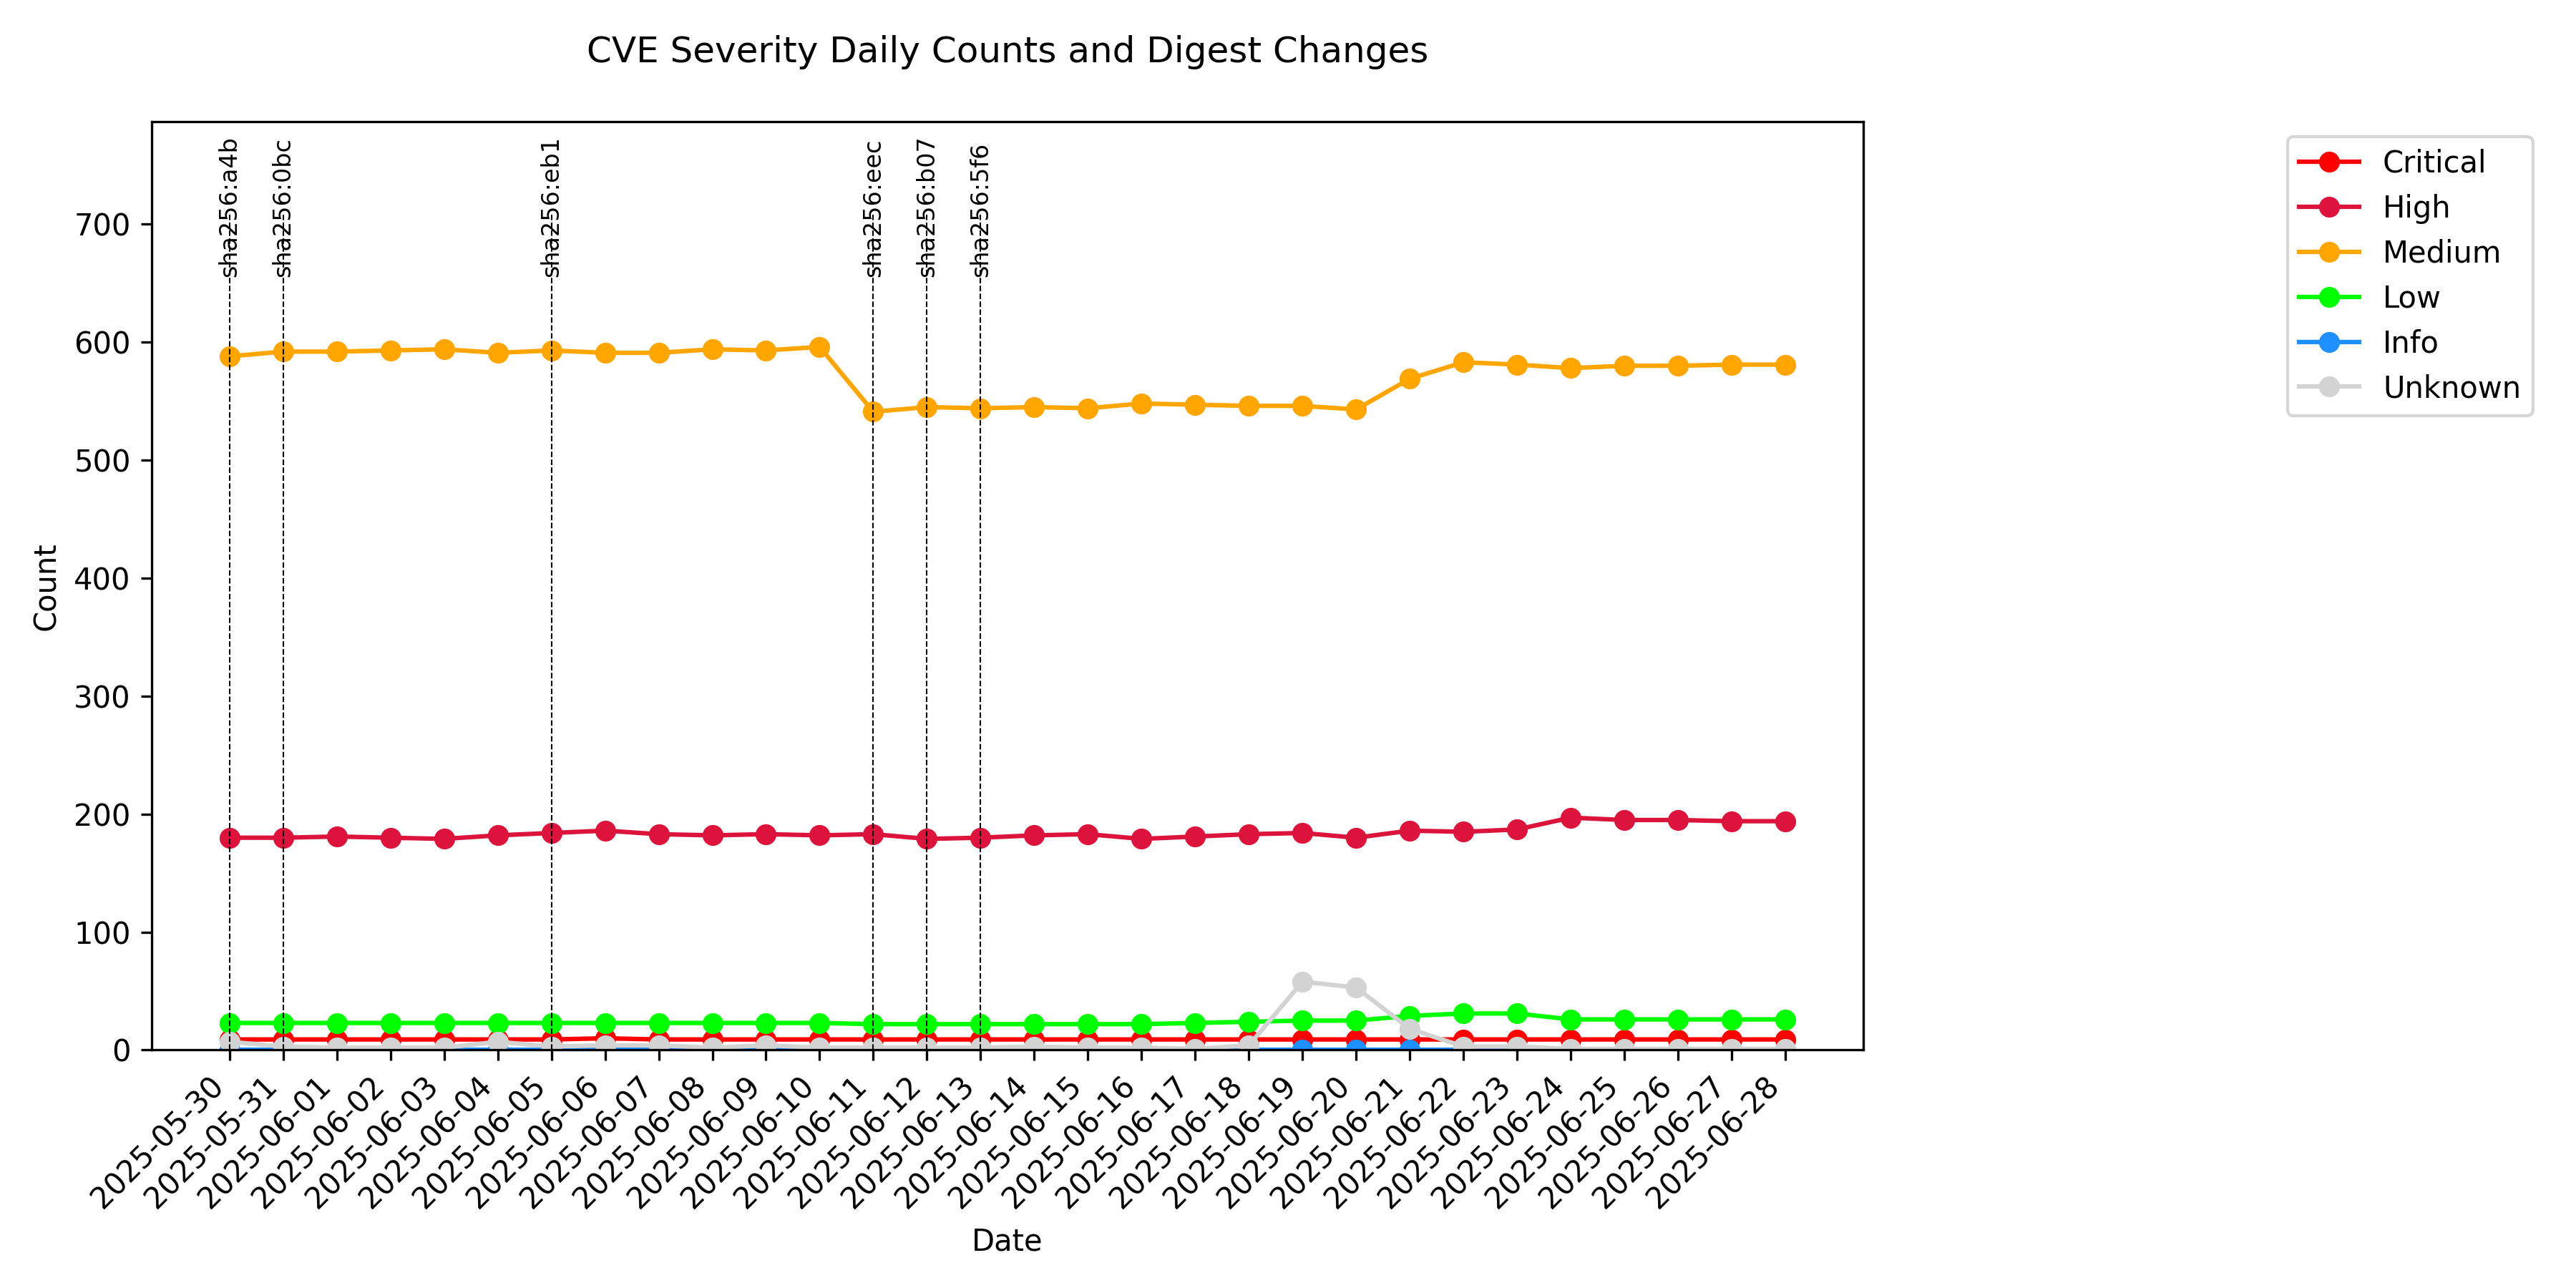 CVE Severity Daily Counts and Digest Changes
sha256:a4b
sha256:0bc
sha256:eb1
sha256:eec
sha256:b07
sha256:5f6
Critical
High
Medium
Low
Info
Unknown
700
600
500
400
300
200
100
0
Count
2025-05-30
2025-05-31
2025-06-01
2025-06-02
2025-06-03
2025-06-04
2025-06-05
2025-06-06
2025-06-07
2025-06-08
2025-06-09
2025-06-10
2025-06-11
2025-06-12
2025-06-13
2025-06-14
2025-06-15
2025-06-16
2025-06-17
2025-06-18
2025-06-19
2025-06-20
2025-06-21
2025-06-22
2025-06-23
2025-06-24
2025-06-25
2025-06-26
2025-06-27
2025-06-28
Date